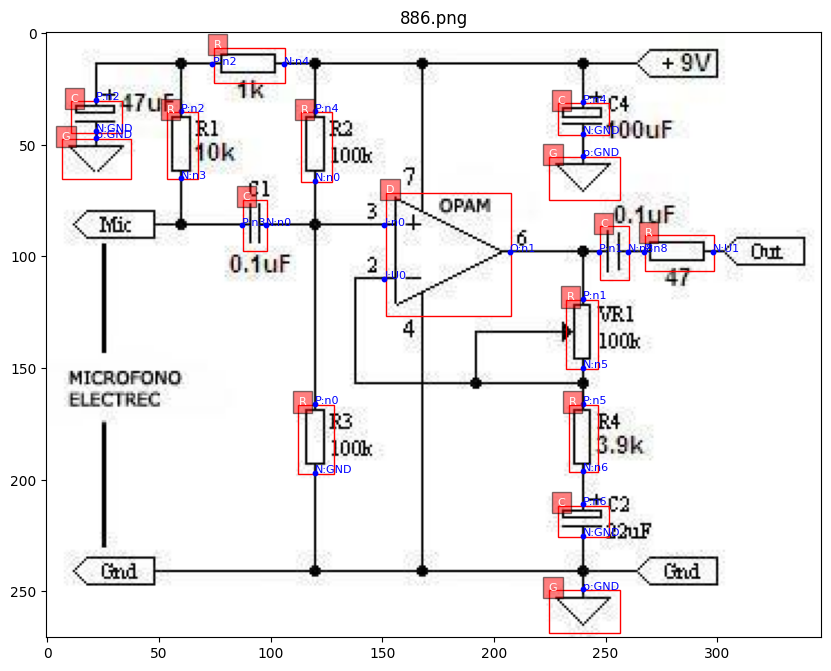 886.png
0
50
100
150
200
250
0
50
100
150
200
250
300
+ 9V
Gnd
Mic
Gnd
Out
MICROFONO
ELECTREC
OPAM
7
3
2
4
6
47uF
1k
R1
10k
R2
100k
C4
100uF
C1
0.1uF
0.1uF
47
VR1
100k
R3
100k
R4
3.9k
C2
22uF
R
P:n2
N:n4
C
P:n2
N:GND
G
p:GND
R
P:n2
N:n3
R
P:n4
N:n0
C
P:n4
N:GND
G
p:GND
C
P:n3
N:n0
D
i:n0
i:U0
O:n1
C
P:n1
N:n8
R
P:n8
N:U1
R
P:n1
N:n5
R
P:n0
N:GND
R
P:n5
N:n6
C
P:n6
N:GND
G
p:GND